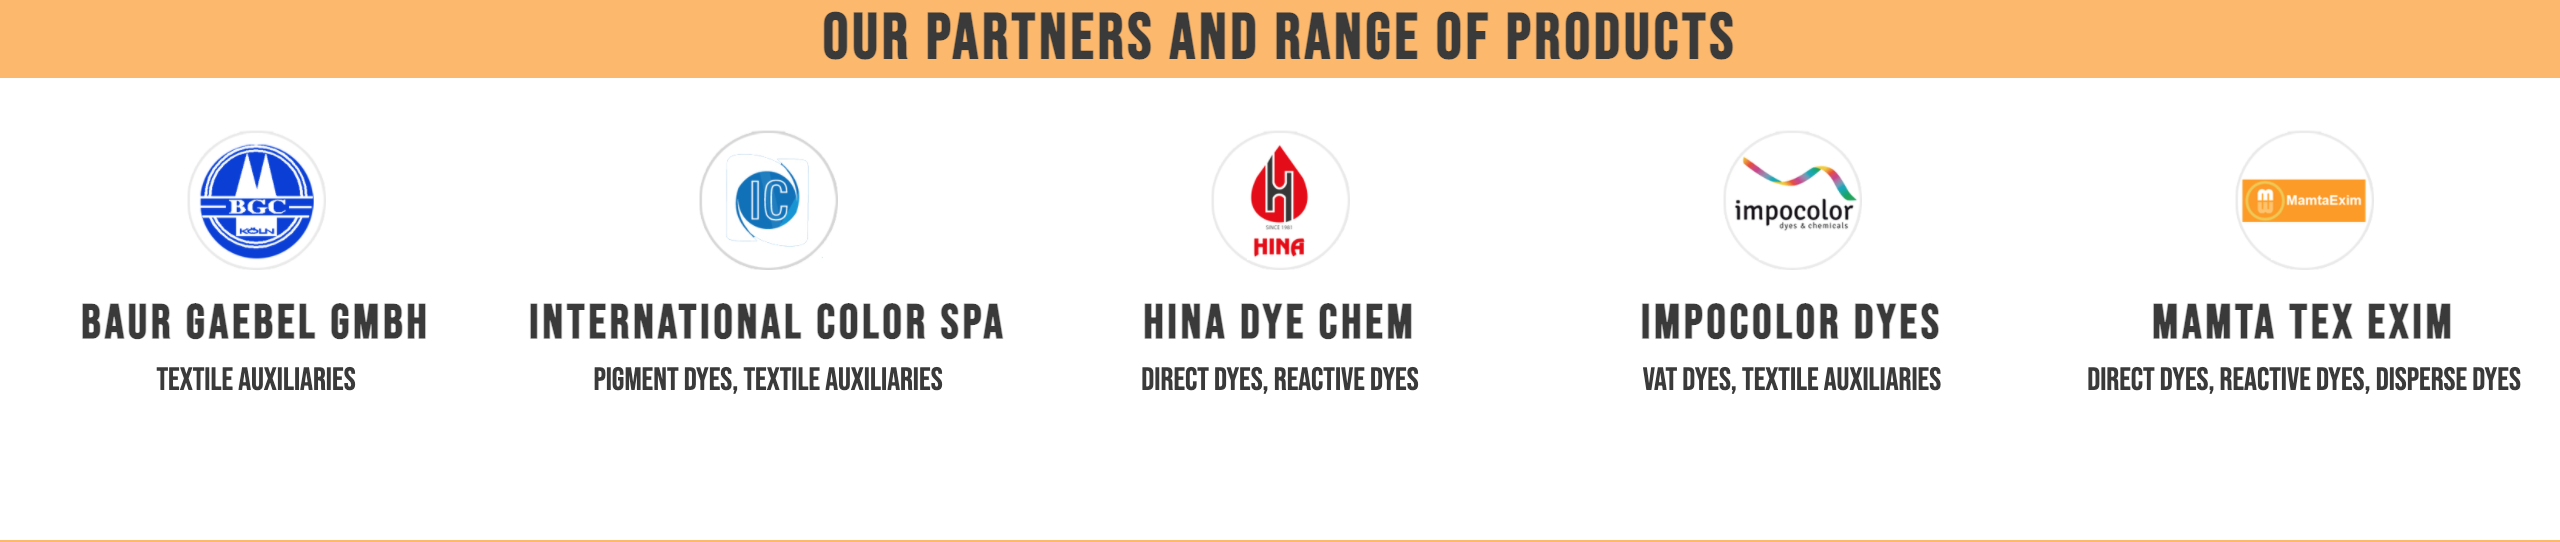 OUR PARTNERS AND RANGE OF PRODUCTS
BGC
KÖLN
IC
SINCE 1981
HINA
impocolor
dyes & chemicals
MamtaExim
BAUR GAEBEL GMBH
INTERNATIONAL COLOR SPA
HINA DYE CHEM
IMPOCOLOR DYES
MAMTA TEX EXIM
TEXTILE AUXILIARIES
PIGMENT DYES, TEXTILE AUXILIARIES
DIRECT DYES, REACTIVE DYES
VAT DYES, TEXTILE AUXILIARIES
DIRECT DYES, REACTIVE DYES, DISPERSE DYES